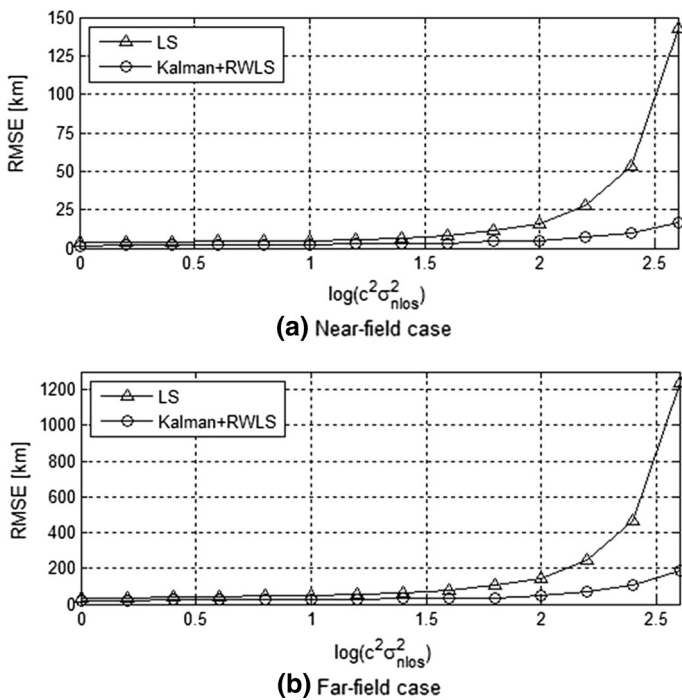 150
125
100
75
50
25
0
RMSE [km]
LS
Kalman+RWLS
0 0.5 1 1.5 2 2.5
log(c²σ²nlos)
(a) Near-field case
1200
1000
800
600
400
200
0
RMSE [km]
LS
Kalman+RWLS
0 0.5 1 1.5 2 2.5
log(c²σ²nlos)
(b) Far-field case